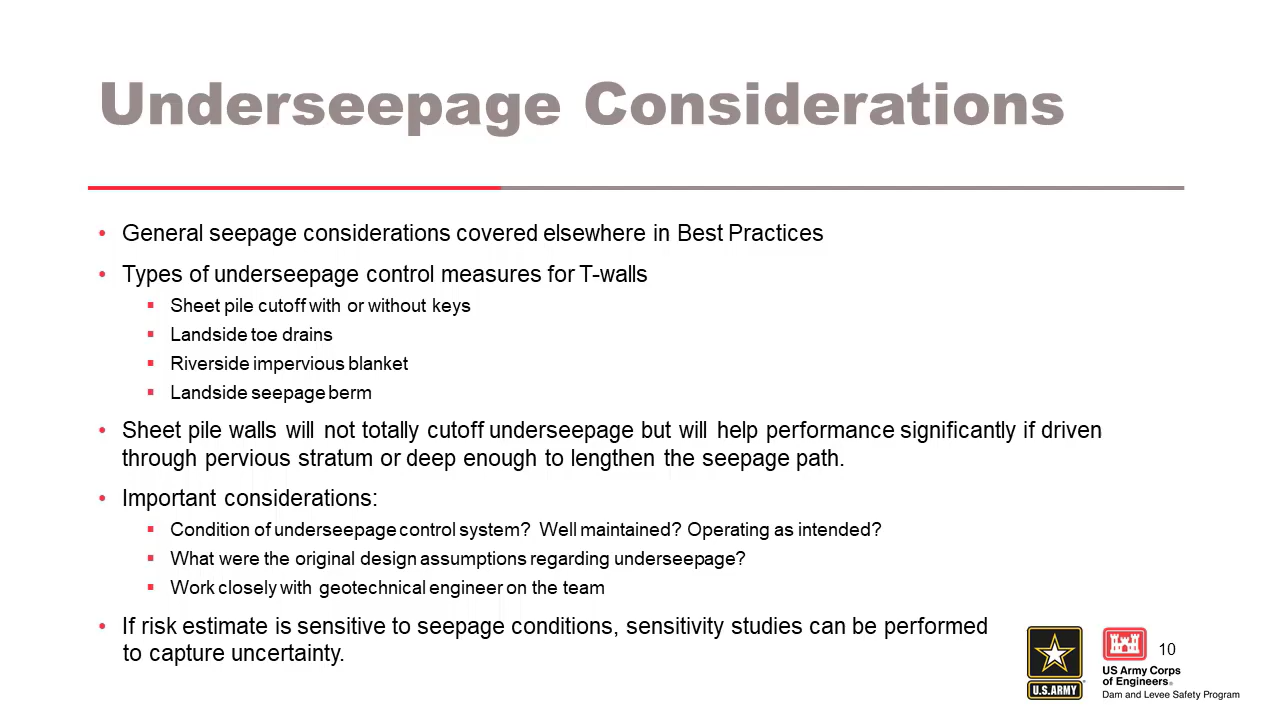 Underseepage Considerations
• General seepage considerations covered elsewhere in Best Practices
• Types of underseepage control measures for T-walls
▪ Sheet pile cutoff with or without keys
▪ Landside toe drains
▪ Riverside impervious blanket
▪ Landside seepage berm
• Sheet pile walls will not totally cutoff underseepage but will help performance significantly if driven
through pervious stratum or deep enough to lengthen the seepage path.
• Important considerations:
▪ Condition of underseepage control system? Well maintained? Operating as intended?
▪ What were the original design assumptions regarding underseepage?
▪ Work closely with geotechnical engineer on the team
• If risk estimate is sensitive to seepage conditions, sensitivity studies can be performed
to capture uncertainty.
U.S.ARMY
US Army Corps
of Engineers®
Dam and Levee Safety Program
10